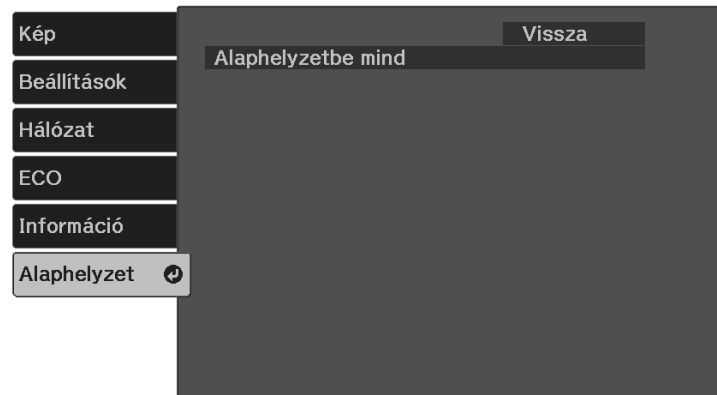 Kép
Beállítások
Hálózat
ECO
Információ
Alaphelyzet
Vissza
Alaphelyzetbe mind